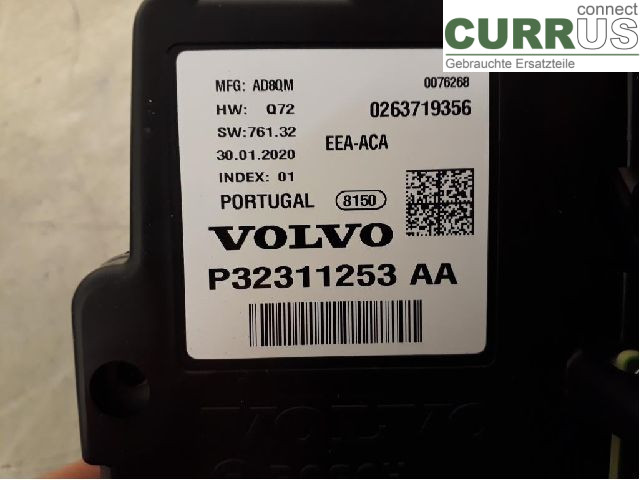 connect
CURRUS
Gebrauchte Ersatzteile
MFG: AD8QM 0076268
HW: Q72 0263719356
SW:761.32
EEA-ACA
30.01.2020
INDEX: 01
PORTUGAL 8150
VOLVO
P32311253 AA
VOLVO
BOSCH